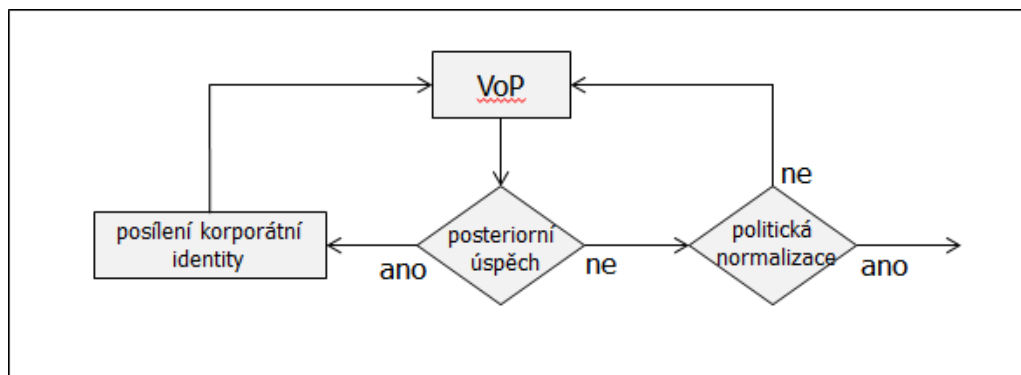 VoP
ne
posílení korporátní
identity
ano
posteriorní
úspěch
ne
politická
normalizace
ano